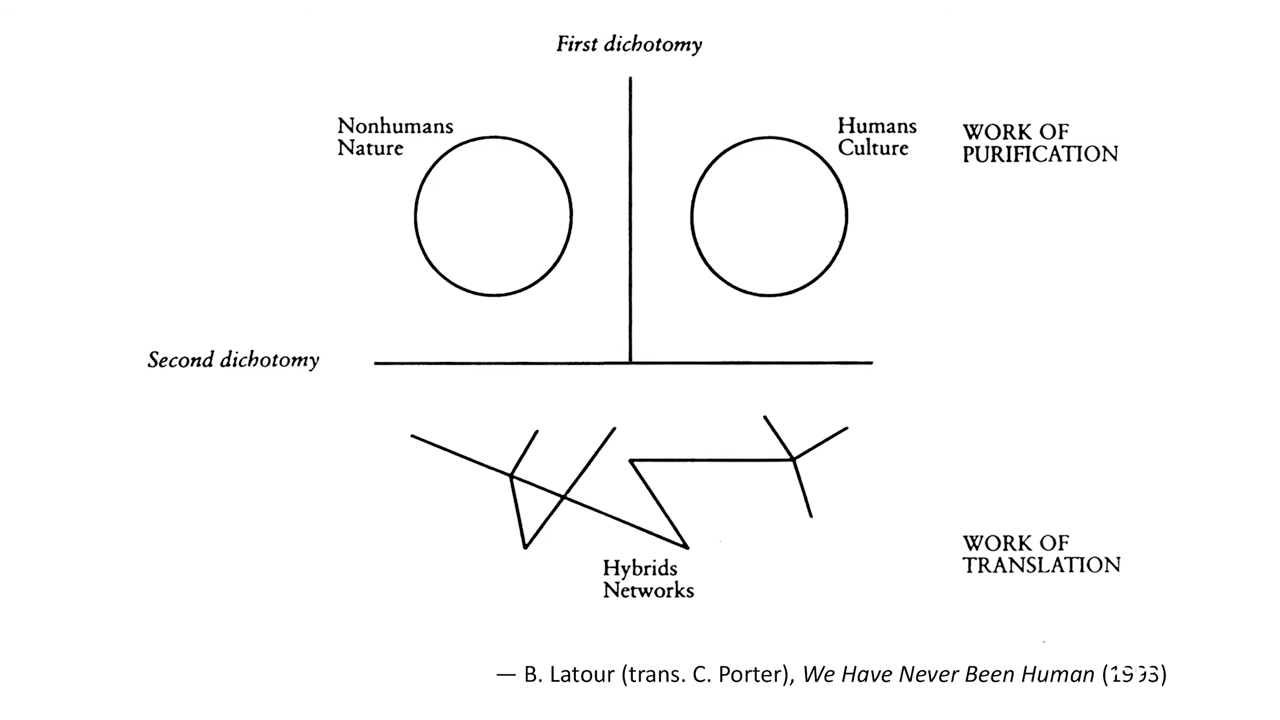 First dichotomy
Nonhumans
Nature
Humans
Culture
WORK OF
PURIFICATION
Second dichotomy
Hybrids
Networks
WORK OF
TRANSLATION
— B. Latour (trans. C. Porter), We Have Never Been Human (1993)